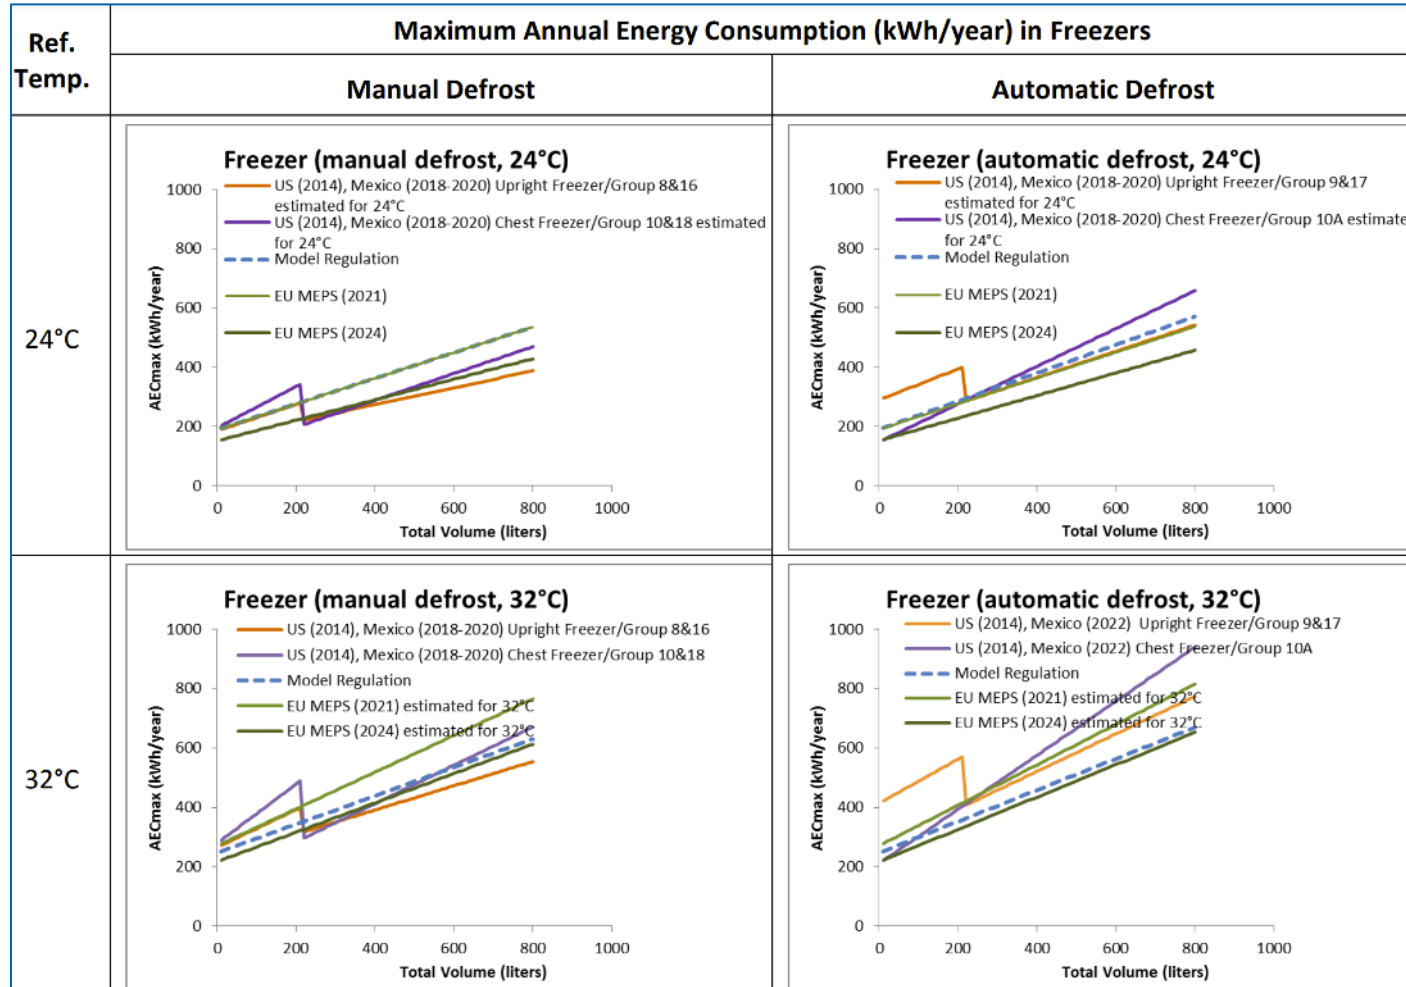 Ref.
Temp.
Maximum Annual Energy Consumption (kWh/year) in Freezers
Manual Defrost
Automatic Defrost
24°C
Freezer (manual defrost, 24°C)
US (2014), Mexico (2018-2020) Upright Freezer/Group 8&16
estimated for 24°C
US (2014), Mexico (2018-2020) Chest Freezer/Group 10&18 estimated
for 24°C
Model Regulation
EU MEPS (2021)
EU MEPS (2024)
AECmax (kWh/year)
1000
800
600
400
200
0
0 200 400 600 800 1000
Total Volume (liters)
Freezer (automatic defrost, 24°C)
US (2014), Mexico (2018-2020) Upright Freezer/Group 9&17
estimated for 24°C
US (2014), Mexico (2018-2020) Chest Freezer/Group 10A estimate
for 24°C
Model Regulation
EU MEPS (2021)
EU MEPS (2024)
AECmax (kWh/year)
1000
800
600
400
200
0
0 200 400 600 800 1000
Total Volume (liters)
32°C
Freezer (manual defrost, 32°C)
US (2014), Mexico (2018-2020) Upright Freezer/Group 8&16
US (2014), Mexico (2018-2020) Chest Freezer/Group 10&18
Model Regulation
EU MEPS (2021) estimated for 32°C
EU MEPS (2024) estimated for 32°C
AECmax (kWh/year)
1000
800
600
400
200
0
0 200 400 600 800 1000
Total Volume (liters)
Freezer (automatic defrost, 32°C)
US (2014), Mexico (2022) Upright Freezer/Group 9&17
US (2014), Mexico (2022) Chest Freezer/Group 10A
Model Regulation
EU MEPS (2021) estimated for 32°C
EU MEPS (2024) estimated for 32°C
AECmax (kWh/year)
1000
800
600
400
200
0
0 200 400 600 800 1000
Total Volume (liters)